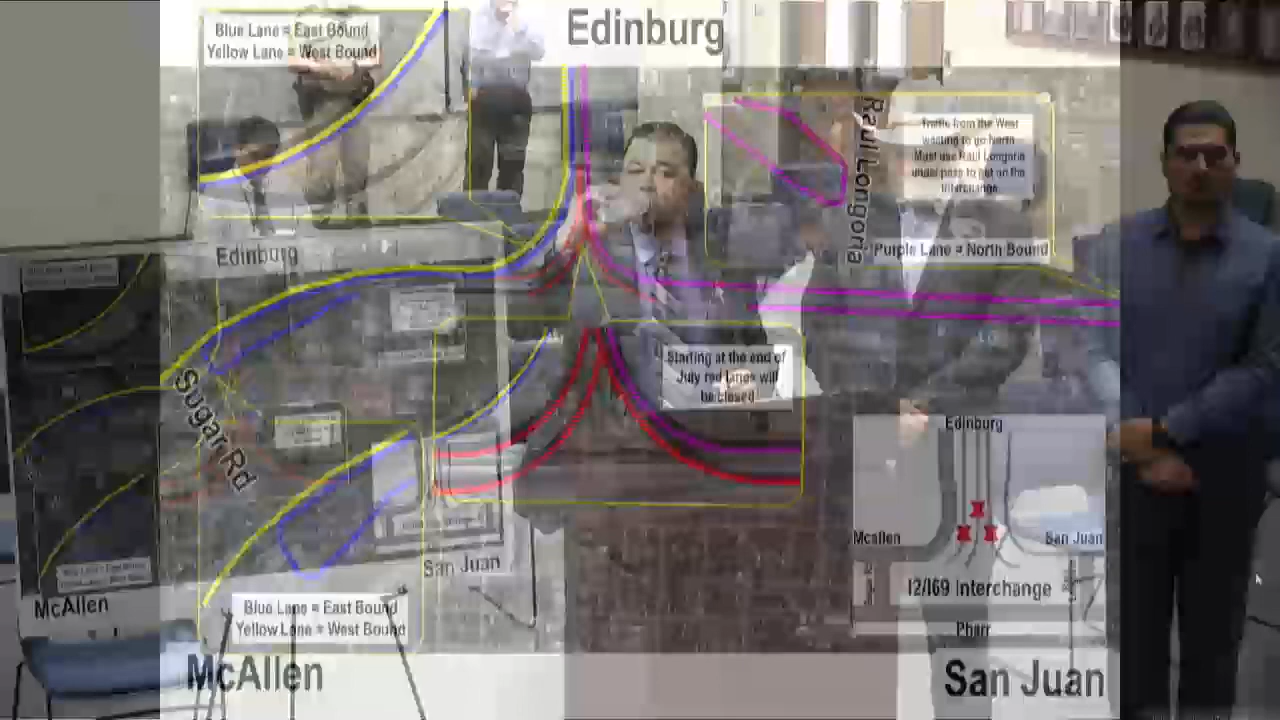 Edinburg
Blue Lane = East Bound
Yellow Lane = West Bound
Raul Longoria
Traffic from the West
wanting to go North
Must use Raul Longoria
under pass to get on the
Interchange
Purple Lane = North Bound
Edinburg
Sugar Rd
Starting at the end of
July red lanes will
be closed
Edinburg
Mcallen
San Juan
I2/I69 Interchange
Pharr
San Juan
McAllen
Blue Lane = East Bound
Yellow Lane = West Bound
McAllen
San Juan